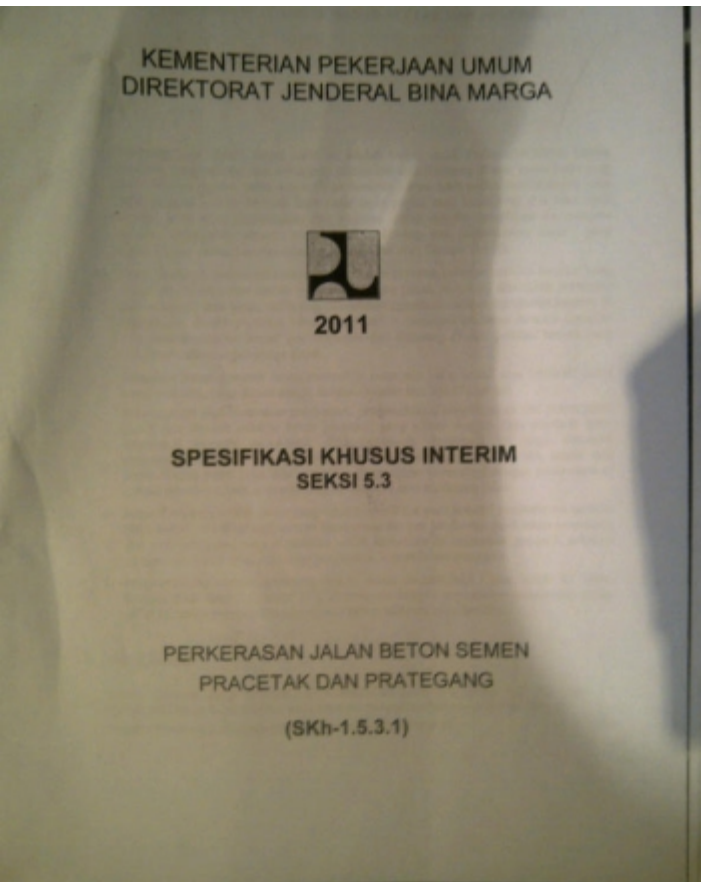 KEMENTERIAN PEKERJAAN UMUM
DIREKTORAT JENDERAL BINA MARGA
2011
SPESIFIKASI KHUSUS INTERIM
SEKSI 5.3
PERKERASAN JALAN BETON SEMEN
PRACETAK DAN PRATEGANG
(SKh-1.5.3.1)